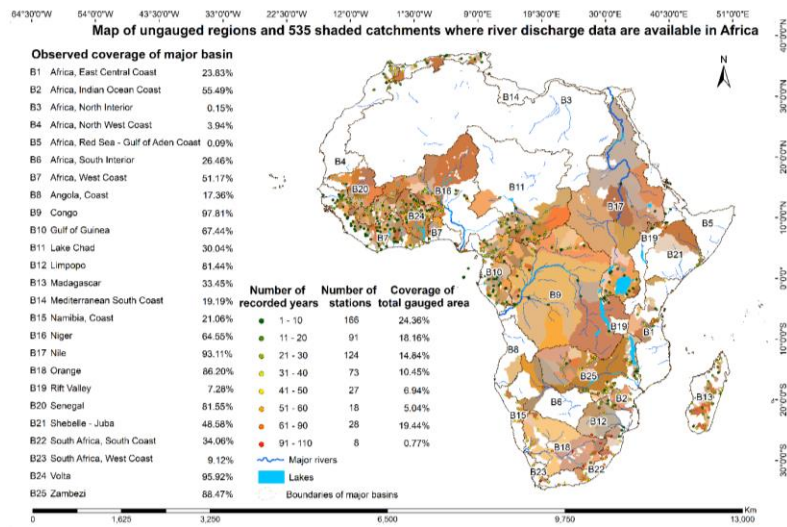 64°30'0"W 54°0'0"W 43°30'0"W 33°0'0"W 22°30'0"W 12°0'0"W 1°30'0"W 9°0'0"E 19°30'0"E 30°0'0"E 40°30'0"E 51°0'0"E
Map of ungauged regions and 535 shaded catchments where river discharge data are available in Africa
Observed coverage of major basin
B1 Africa, East Central Coast 23.83%
B2 Africa, Indian Ocean Coast 55.49%
B3 Africa, North Interior 0.15%
B4 Africa, North West Coast 3.94%
B5 Africa, Red Sea - Gulf of Aden Coast 0.09%
B6 Africa, South Interior 26.46%
B7 Africa, West Coast 51.17%
B8 Angola, Coast 17.36%
B9 Congo 97.81%
B10 Gulf of Guinea 67.44%
B11 Lake Chad 30.04%
B12 Limpopo 81.44%
B13 Madagascar 33.45%
B14 Mediterranean South Coast 19.19%
B15 Namibia, Coast 21.06%
B16 Niger 64.55%
B17 Nile 93.11%
B18 Orange 86.20%
B19 Rift Valley 7.28%
B20 Senegal 81.55%
B21 Shebelle - Juba 48.58%
B22 South Africa, South Coast 34.06%
B23 South Africa, West Coast 9.12%
B24 Volta 95.92%
B25 Zambezi 88.47%
Number of recorded years Number of stations Coverage of total gauged area
1 - 10 166 24.36%
11 - 20 91 18.16%
21 - 30 124 14.84%
31 - 40 73 10.45%
41 - 50 27 6.94%
51 - 60 18 5.04%
61 - 90 28 19.44%
91 - 110 8 0.77%
Major rivers
Lakes
Boundaries of major basins
N
B14
B3
B4
B20
B16
B11
B17
B5
B24
B7
B7
B19
B21
B10
B9
B19
B1
B8
B25
B6
B2
B13
B15
B12
B18
B23
B22
40°0'0"N
30°0'0"N
20°0'0"N
10°0'0"N
0°0'0"
10°0'0"S
20°0'0"S
30°0'0"S
Km
0 1,625 3,250 6,500 9,750 13,000